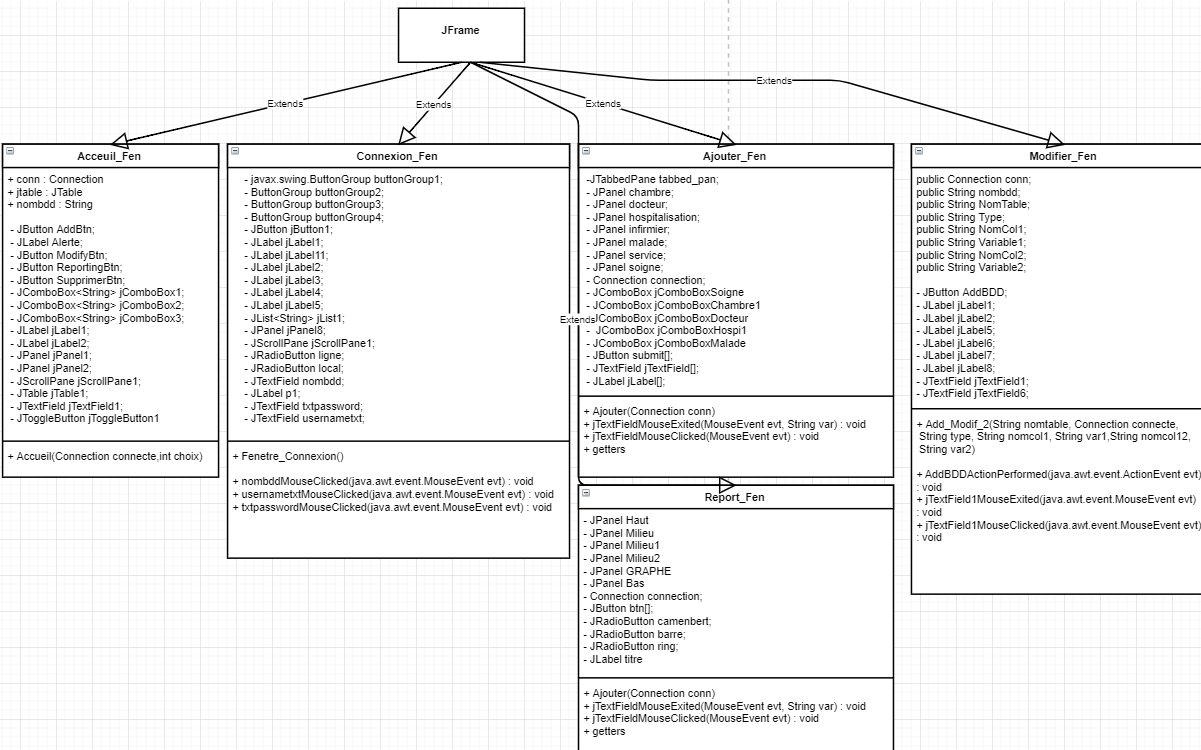 JFrame
Extends
Extends
Extends
Extends
Extends
Acceuil_Fen
+ conn : Connection
+ jtable : JTable
+ nombdd : String
- JButton AddBtn;
- JLabel Alerte;
- JButton ModifyBtn;
- JButton ReportingBtn;
- JButton SupprimerBtn;
- JComboBox<String> jComboBox1;
- JComboBox<String> jComboBox2;
- JComboBox<String> jComboBox3;
- JLabel jLabel1;
- JLabel jLabel2;
- JPanel jPanel1;
- JPanel jPanel2;
- JScrollPane jScrollPane1;
- JTable jTable1;
- JTextField jTextField1;
- JToggleButton jToggleButton1
+ Accueil(Connection connecte,int choix)
Connexion_Fen
- javax.swing.ButtonGroup buttonGroup1;
- ButtonGroup buttonGroup2;
- ButtonGroup buttonGroup3;
- ButtonGroup buttonGroup4;
- JButton jButton1;
- JLabel jLabel1;
- JLabel jLabel11;
- JLabel jLabel2;
- JLabel jLabel3;
- JLabel jLabel4;
- JLabel jLabel5;
- JList<String> jList1;
- JPanel jPanel8;
- JScrollPane jScrollPane1;
- JRadioButton ligne;
- JRadioButton local;
- JTextField nombdd;
- JLabel p1;
- JTextField txtpassword;
- JTextField usernametxt;
+ Fenetre_Connexion()
+ nombddMouseClicked(java.awt.event.MouseEvent evt) : void
+ usernametxtMouseClicked(java.awt.event.MouseEvent evt) : void
+ txtpasswordMouseClicked(java.awt.event.MouseEvent evt) : void
Ajouter_Fen
-JTabbedPane tabbed_pan;
- JPanel chambre;
- JPanel docteur;
- JPanel hospitalisation;
- JPanel infirmier;
- JPanel malade;
- JPanel service;
- JPanel soigne;
- Connection connection;
- JComboBox jComboBoxSoigne
- JComboBox jComboBoxChambre1
- JComboBox jComboBoxDocteur
- JComboBox jComboBoxHospi1
- JComboBox jComboBoxMalade
- JButton submit[];
- JTextField jTextField[];
- JLabel jLabel[];
+ Ajouter(Connection conn)
+ jTextFieldMouseExited(MouseEvent evt, String var) : void
+ jTextFieldMouseClicked(MouseEvent evt) : void
+ getters
Extends
Report_Fen
- JPanel Haut
- JPanel Milieu
- JPanel Milieu1
- JPanel Milieu2
- JPanel GRAPHE
- JPanel Bas
- Connection connection;
- JButton btn[];
- JRadioButton camenbert;
- JRadioButton barre;
- JRadioButton ring;
- JLabel titre
+ Ajouter(Connection conn)
+ jTextFieldMouseExited(MouseEvent evt, String var) : void
+ jTextFieldMouseClicked(MouseEvent evt) : void
+ getters
Modifier_Fen
public Connection conn;
public String nombdd;
public String NomTable;
public String Type;
public String NomCol1;
public String Variable1;
public String NomCol2;
public String Variable2;
- JButton AddBDD;
- JLabel jLabel1;
- JLabel jLabel2;
- JLabel jLabel5;
- JLabel jLabel6;
- JLabel jLabel7;
- JLabel jLabel8;
- JTextField jTextField1;
- JTextField jTextField6;
+ Add_Modif_2(String nomtable, Connection connecte,
String type, String nomcol1, String var1,String nomcol12,
String var2)
+ AddBDDActionPerformed(java.awt.event.ActionEvent evt)
: void
+ jTextField1MouseExited(java.awt.event.MouseEvent evt)
: void
+ jTextField1MouseClicked(java.awt.event.MouseEvent evt)
: void